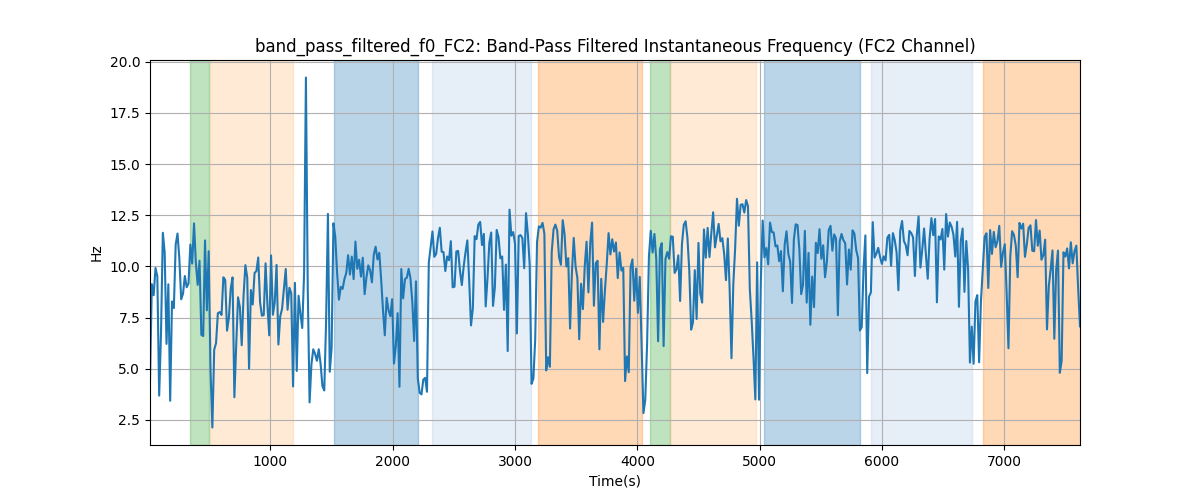 band_pass_filtered_f0_FC2: Band-Pass Filtered Instantaneous Frequency (FC2 Channel)
20.0
17.5
15.0
12.5
10.0
7.5
5.0
2.5
Hz
1000 2000 3000 4000 5000 6000 7000
Time(s)